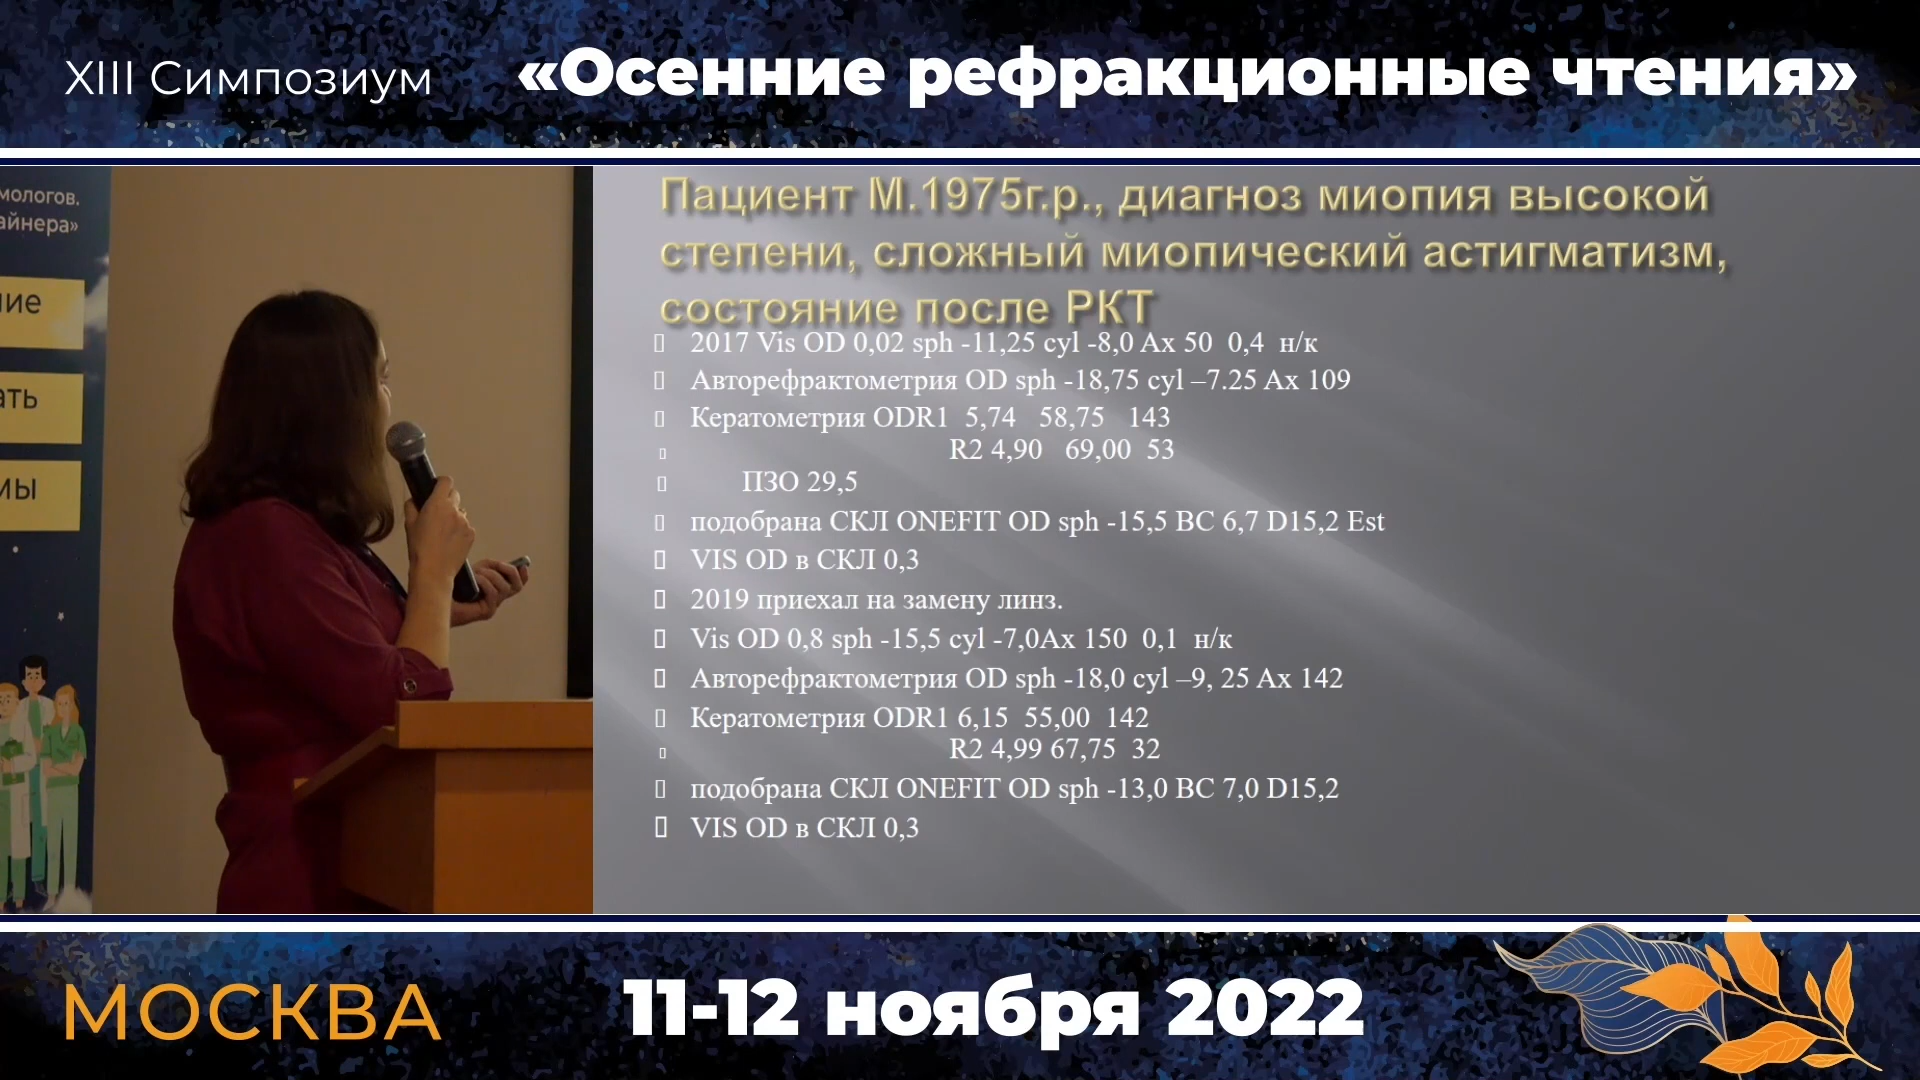 XIII Симпозиум «Осенние рефракционные чтения»
мологов.
айнера»
ать
мы
Пациент М.1975г.р., диагноз миопия высокой
степени, сложный миопический астигматизм,
состояние после РКТ
2017 Vis OD 0,02 sph -11,25 cyl -8,0 Ax 50 0,4 н/к
Авторефрактометрия OD sph -18,75 cyl –7.25 Ax 109
Кератометрия ODR1 5,74 58,75 143
R2 4,90 69,00 53
ПЗО 29,5
подобрана СКЛ ONEFIT OD sph -15,5 BC 6,7 D15,2 Est
VIS OD в СКЛ 0,3
2019 приехал на замену линз.
Vis OD 0,8 sph -15,5 cyl -7,0Ax 150 0,1 н/к
Авторефрактометрия OD sph -18,0 cyl –9, 25 Ax 142
Кератометрия ODR1 6,15 55,00 142
R2 4,99 67,75 32
подобрана СКЛ ONEFIT OD sph -13,0 BC 7,0 D15,2
VIS OD в СКЛ 0,3
МОСКВА 11-12 ноября 2022